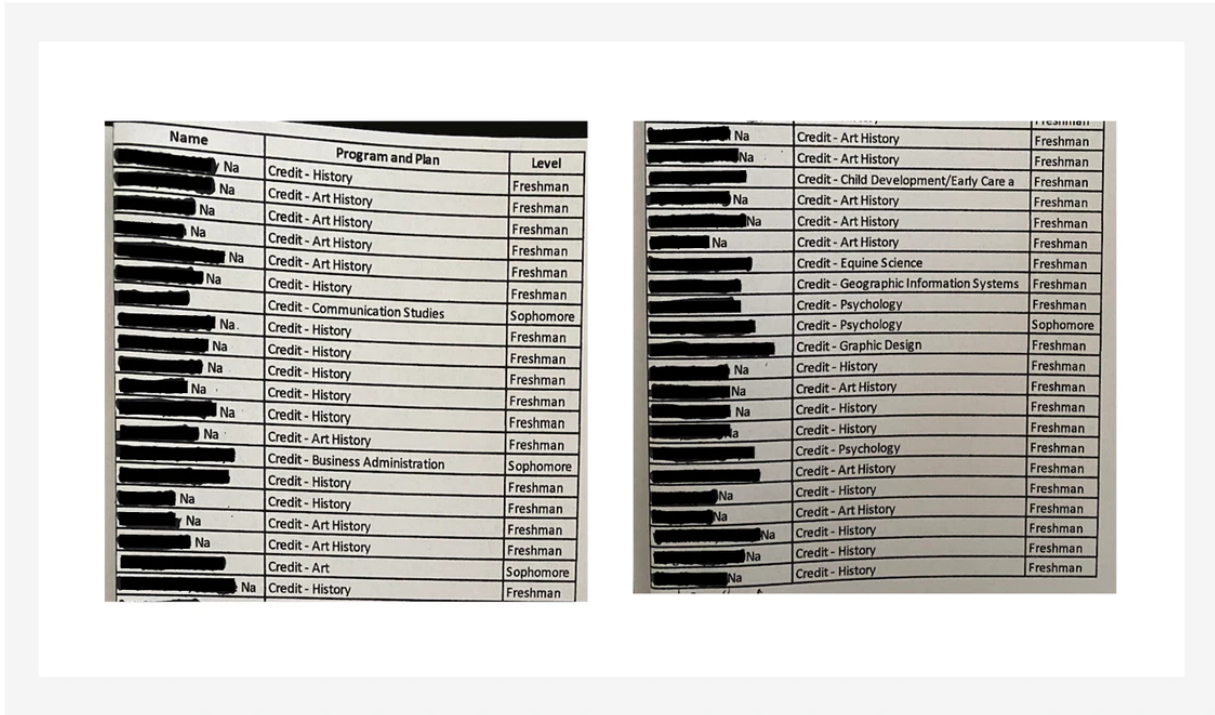 Name Program and Plan Level
Na Credit - History Freshman
Na Credit - Art History Freshman
Na Credit - Art History Freshman
Na Credit - Art History Freshman
Na Credit - Art History Freshman
Na Credit - History Freshman
Credit - Communication Studies Sophomore
Na Credit - History Freshman
Na Credit - History Freshman
Na Credit - History Freshman
Na Credit - History Freshman
Na Credit - History Freshman
Na Credit - Art History Freshman
Credit - Business Administration Sophomore
Credit - History Freshman
Na Credit - History Freshman
Na Credit - Art History Freshman
Na Credit - Art History Freshman
Credit - Art Sophomore
Na Credit - History Freshman
Na Credit - Art History Freshman
Na Credit - Art History Freshman
Credit - Child Development/Early Care a Freshman
Na Credit - Art History Freshman
Na Credit - Art History Freshman
Na Credit - Art History Freshman
Credit - Equine Science Freshman
Credit - Geographic Information Systems Freshman
Credit - Psychology Freshman
Credit - Psychology Sophomore
Credit - Graphic Design Freshman
Na Credit - History Freshman
Na Credit - Art History Freshman
Na Credit - History Freshman
Credit - History Freshman
Credit - Psychology Freshman
Credit - Art History Freshman
Na Credit - History Freshman
Na Credit - Art History Freshman
Na Credit - History Freshman
Na Credit - History Freshman
Na Credit - History Freshman